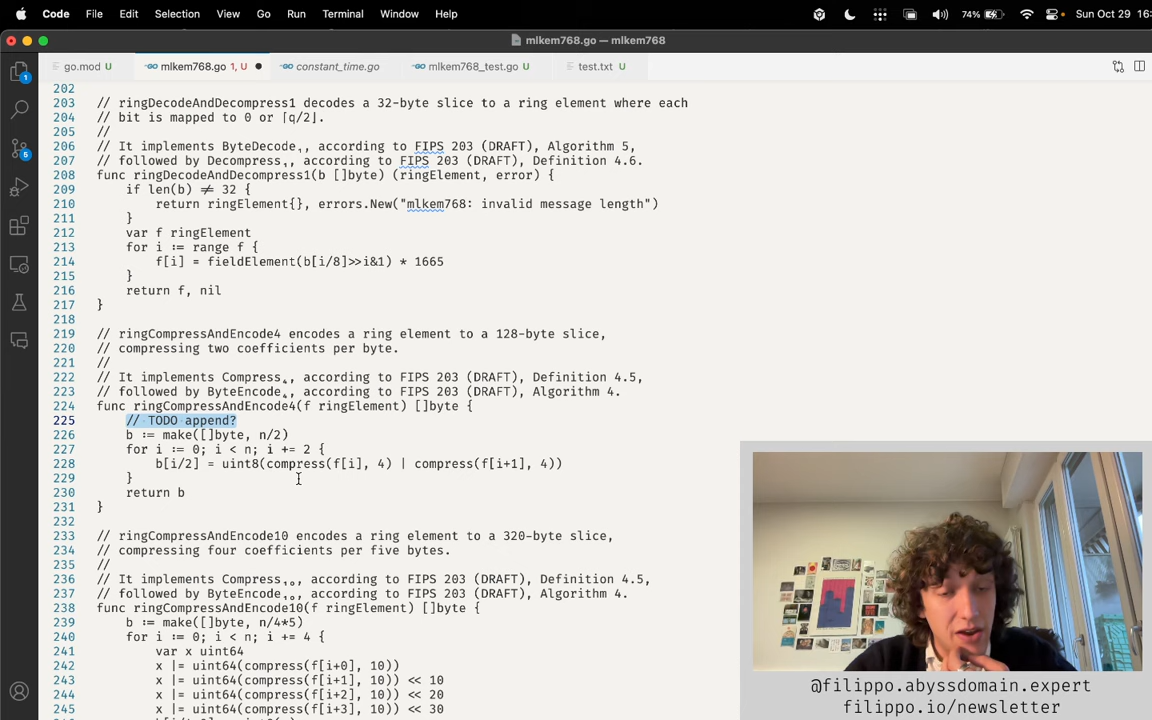 Code File Edit Selection View Go Run Terminal Window Help 74% Sun Oct 29 16:
mlkem768.go — mlkem768
go.mod U mlkem768.go 1, U constant_time.go mlkem768_test.go U test.txt U
202
203 // ringDecodeAndDecompress1 decodes a 32-byte slice to a ring element where each
204 // bit is mapped to 0 or ⌈q/2⌋.
205 //
206 // It implements ByteDecode₁, according to FIPS 203 (DRAFT), Algorithm 5,
207 // followed by Decompress₁, according to FIPS 203 (DRAFT), Definition 4.6.
208 func ringDecodeAndDecompress1(b []byte) (ringElement, error) {
209 if len(b) != 32 {
210 return ringElement{}, errors.New("mlkem768: invalid message length")
211 }
212 var f ringElement
213 for i := range f {
214 f[i] = fieldElement(b[i/8]>>i&1) * 1665
215 }
216 return f, nil
217 }
218
219 // ringCompressAndEncode4 encodes a ring element to a 128-byte slice,
220 // compressing two coefficients per byte.
221 //
222 // It implements Compress₄, according to FIPS 203 (DRAFT), Definition 4.5,
223 // followed by ByteEncode₄, according to FIPS 203 (DRAFT), Algorithm 4.
224 func ringCompressAndEncode4(f ringElement) []byte {
225 // TODO append?
226 b := make([]byte, n/2)
227 for i := 0; i < n; i += 2 {
228 b[i/2] = uint8(compress(f[i], 4) | compress(f[i+1], 4))
229 }
230 return b
231 }
232
233 // ringCompressAndEncode10 encodes a ring element to a 320-byte slice,
234 // compressing four coefficients per five bytes.
235 //
236 // It implements Compress₁₀, according to FIPS 203 (DRAFT), Definition 4.5,
237 // followed by ByteEncode₁₀, according to FIPS 203 (DRAFT), Algorithm 4.
238 func ringCompressAndEncode10(f ringElement) []byte {
239 b := make([]byte, n/4*5)
240 for i := 0; i < n; i += 4 {
241 var x uint64
242 x |= uint64(compress(f[i+0], 10))
243 x |= uint64(compress(f[i+1], 10)) << 10
244 x |= uint64(compress(f[i+2], 10)) << 20
245 x |= uint64(compress(f[i+3], 10)) << 30
1
5
@filippo.abyssdomain.expert
filippo.io/newsletter